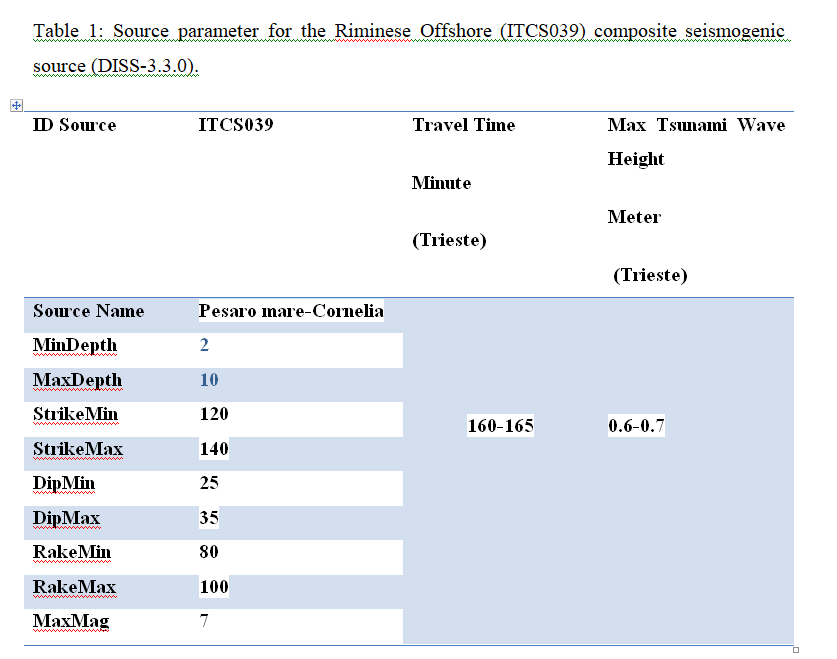 Table 1: Source parameter for the Riminese Offshore (ITCS039) composite seismogenic
source (DISS-3.3.0).
ID Source ITCS039 Travel Time Max Tsunami Wave
Height
Minute
Meter
(Trieste)
(Trieste)
Source Name Pesaro mare-Cornelia
MinDepth 2
MaxDepth 10
StrikeMin 120
160-165 0.6-0.7
StrikeMax 140
DipMin 25
DipMax 35
RakeMin 80
RakeMax 100
MaxMag 7